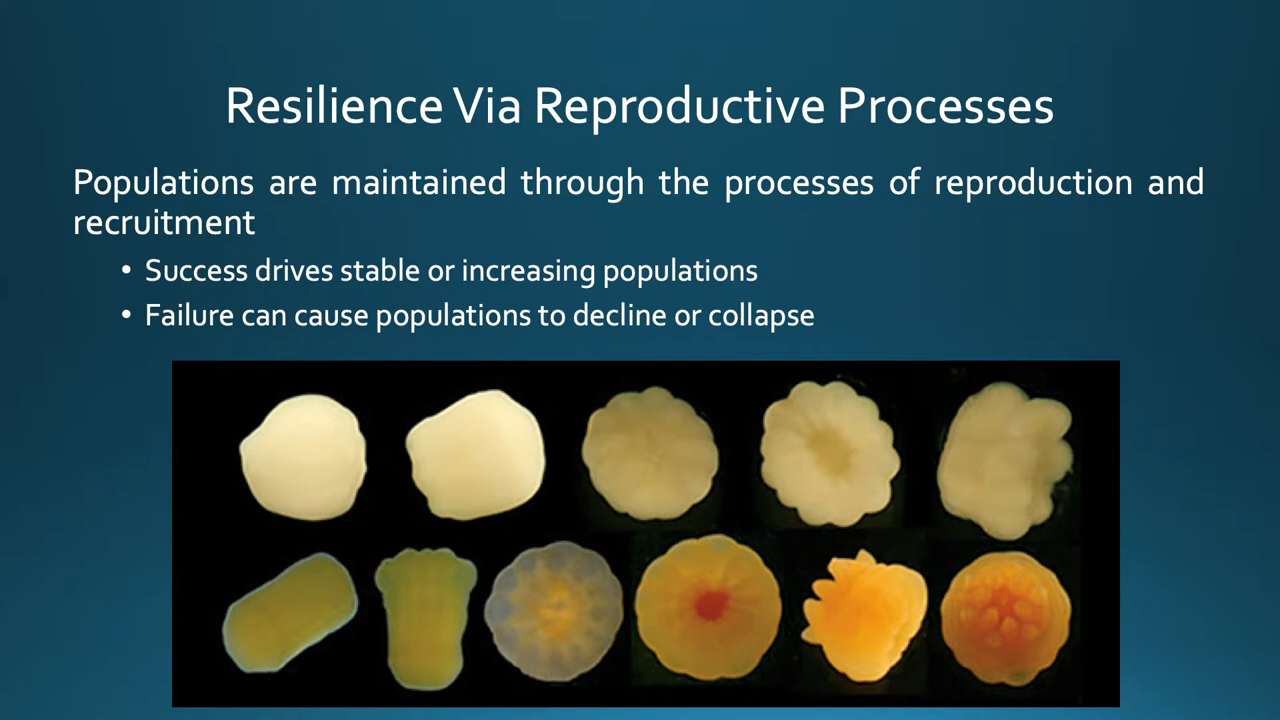 Resilience Via Reproductive Processes
Populations are maintained through the processes of reproduction and
recruitment
• Success drives stable or increasing populations
• Failure can cause populations to decline or collapse